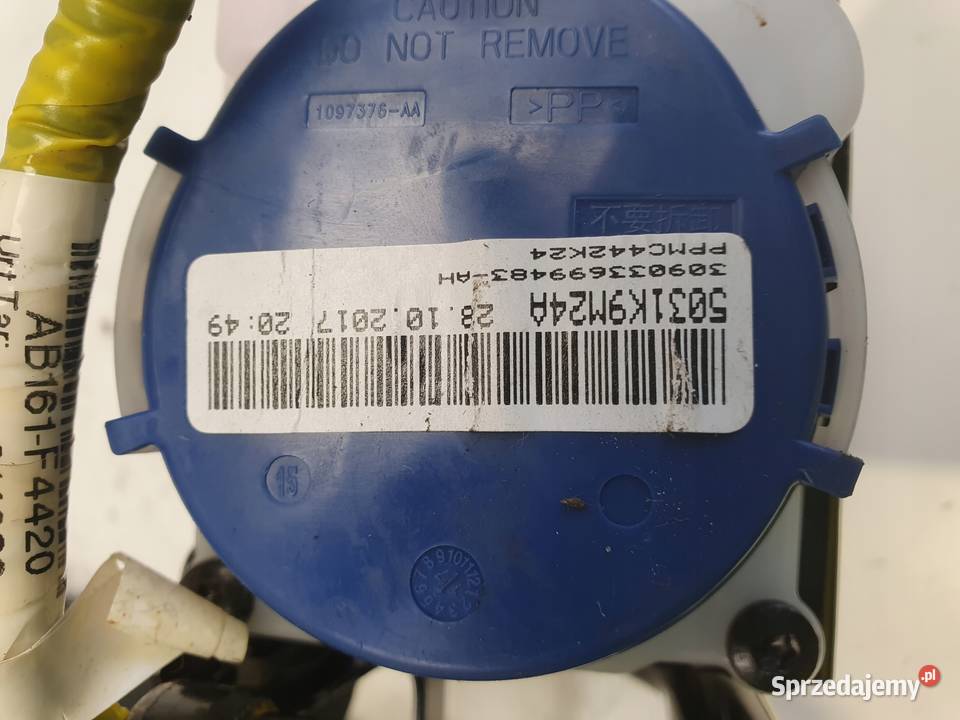 CAUTION
DO NOT REMOVE
1097376-AA
>PP<
不要拆卸
PPMC442K24
309033699483-AH
5031K9M24A
28.10.2017 20:49
15
AB161-F4420
Sprzedajemy.pl